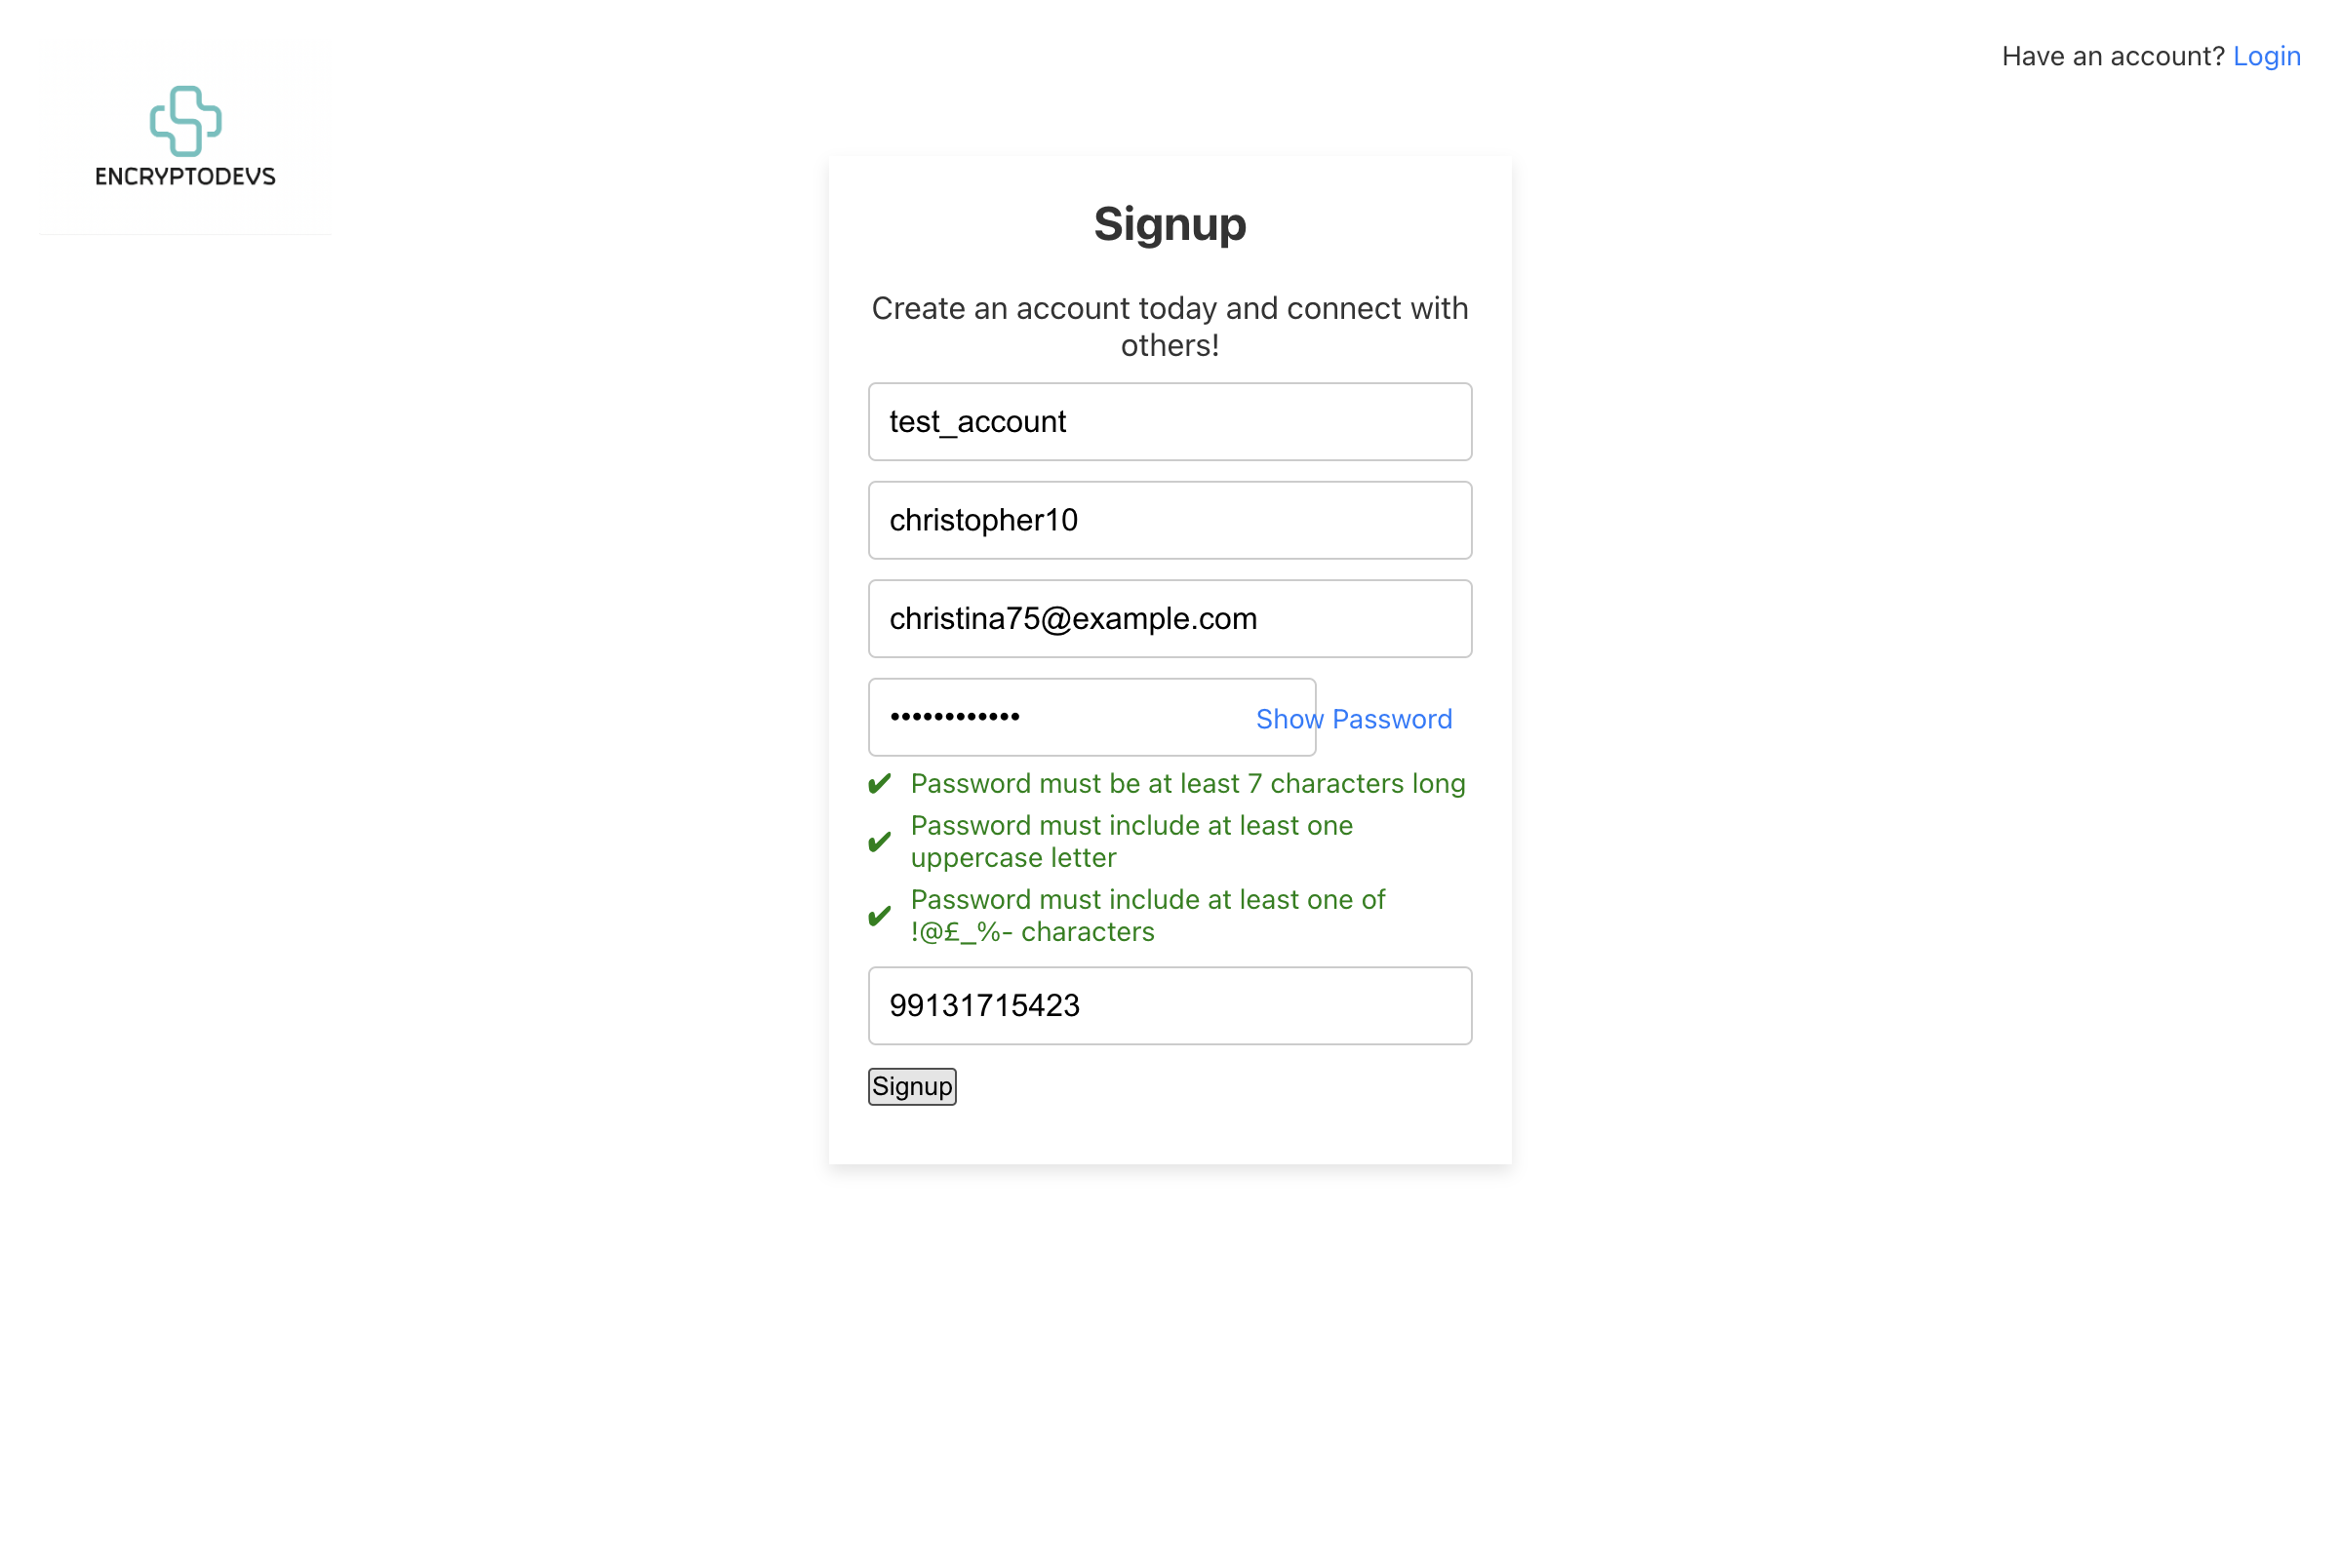 Have an account? Login
ENCRYPTODEVS
Signup
Create an account today and connect with
others!
test_account
christopher10
christina75@example.com
••••••••••••
Show Password
✔ Password must be at least 7 characters long
✔ Password must include at least one
uppercase letter
✔ Password must include at least one of
!@£_%- characters
99131715423
Signup